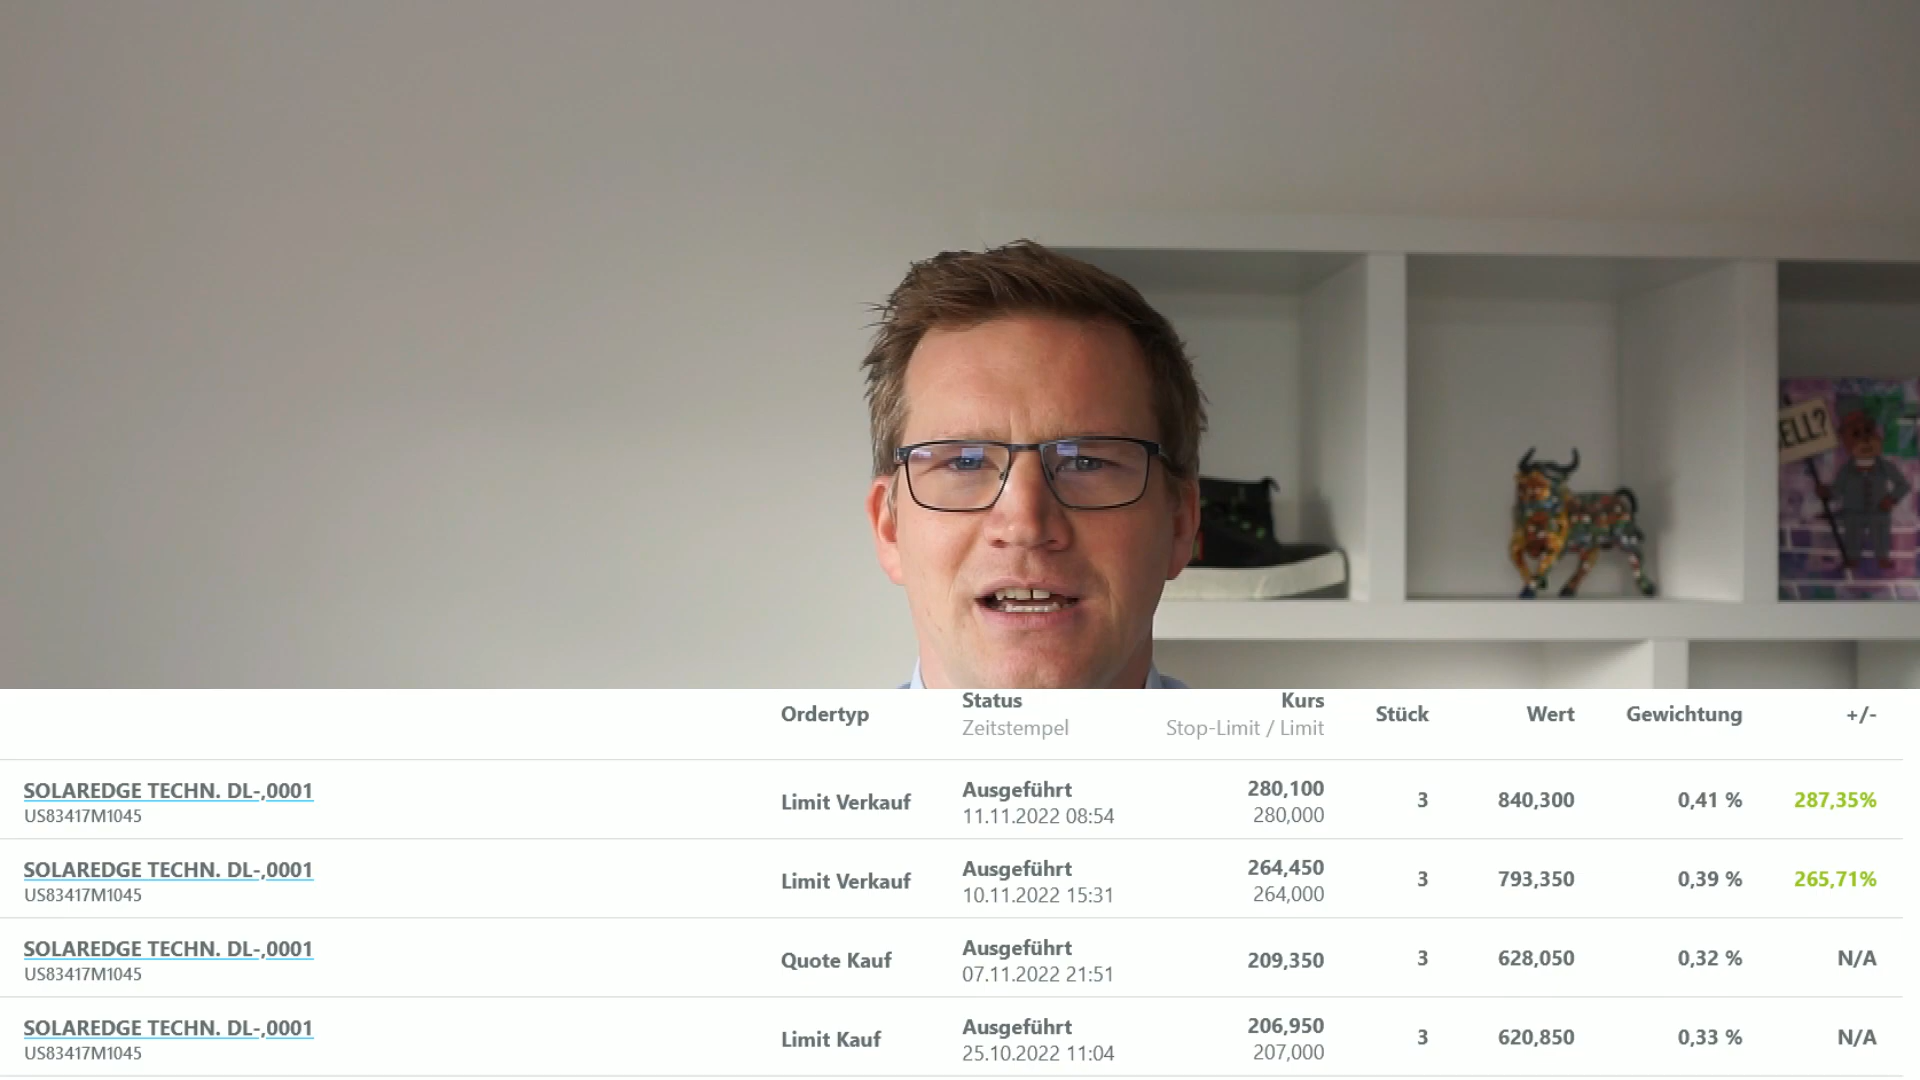 ELL?
Ordertyp Status Kurs Stück Wert Gewichtung +/-
Zeitstempel Stop-Limit / Limit
SOLAREDGE TECHN. DL-,0001 Limit Verkauf Ausgeführt 280,100 3 840,300 0,41 % 287,35%
US83417M1045 11.11.2022 08:54 280,000
SOLAREDGE TECHN. DL-,0001 Limit Verkauf Ausgeführt 264,450 3 793,350 0,39 % 265,71%
US83417M1045 10.11.2022 15:31 264,000
SOLAREDGE TECHN. DL-,0001 Quote Kauf Ausgeführt 209,350 3 628,050 0,32 % N/A
US83417M1045 07.11.2022 21:51
SOLAREDGE TECHN. DL-,0001 Limit Kauf Ausgeführt 206,950 3 620,850 0,33 % N/A
US83417M1045 25.10.2022 11:04 207,000